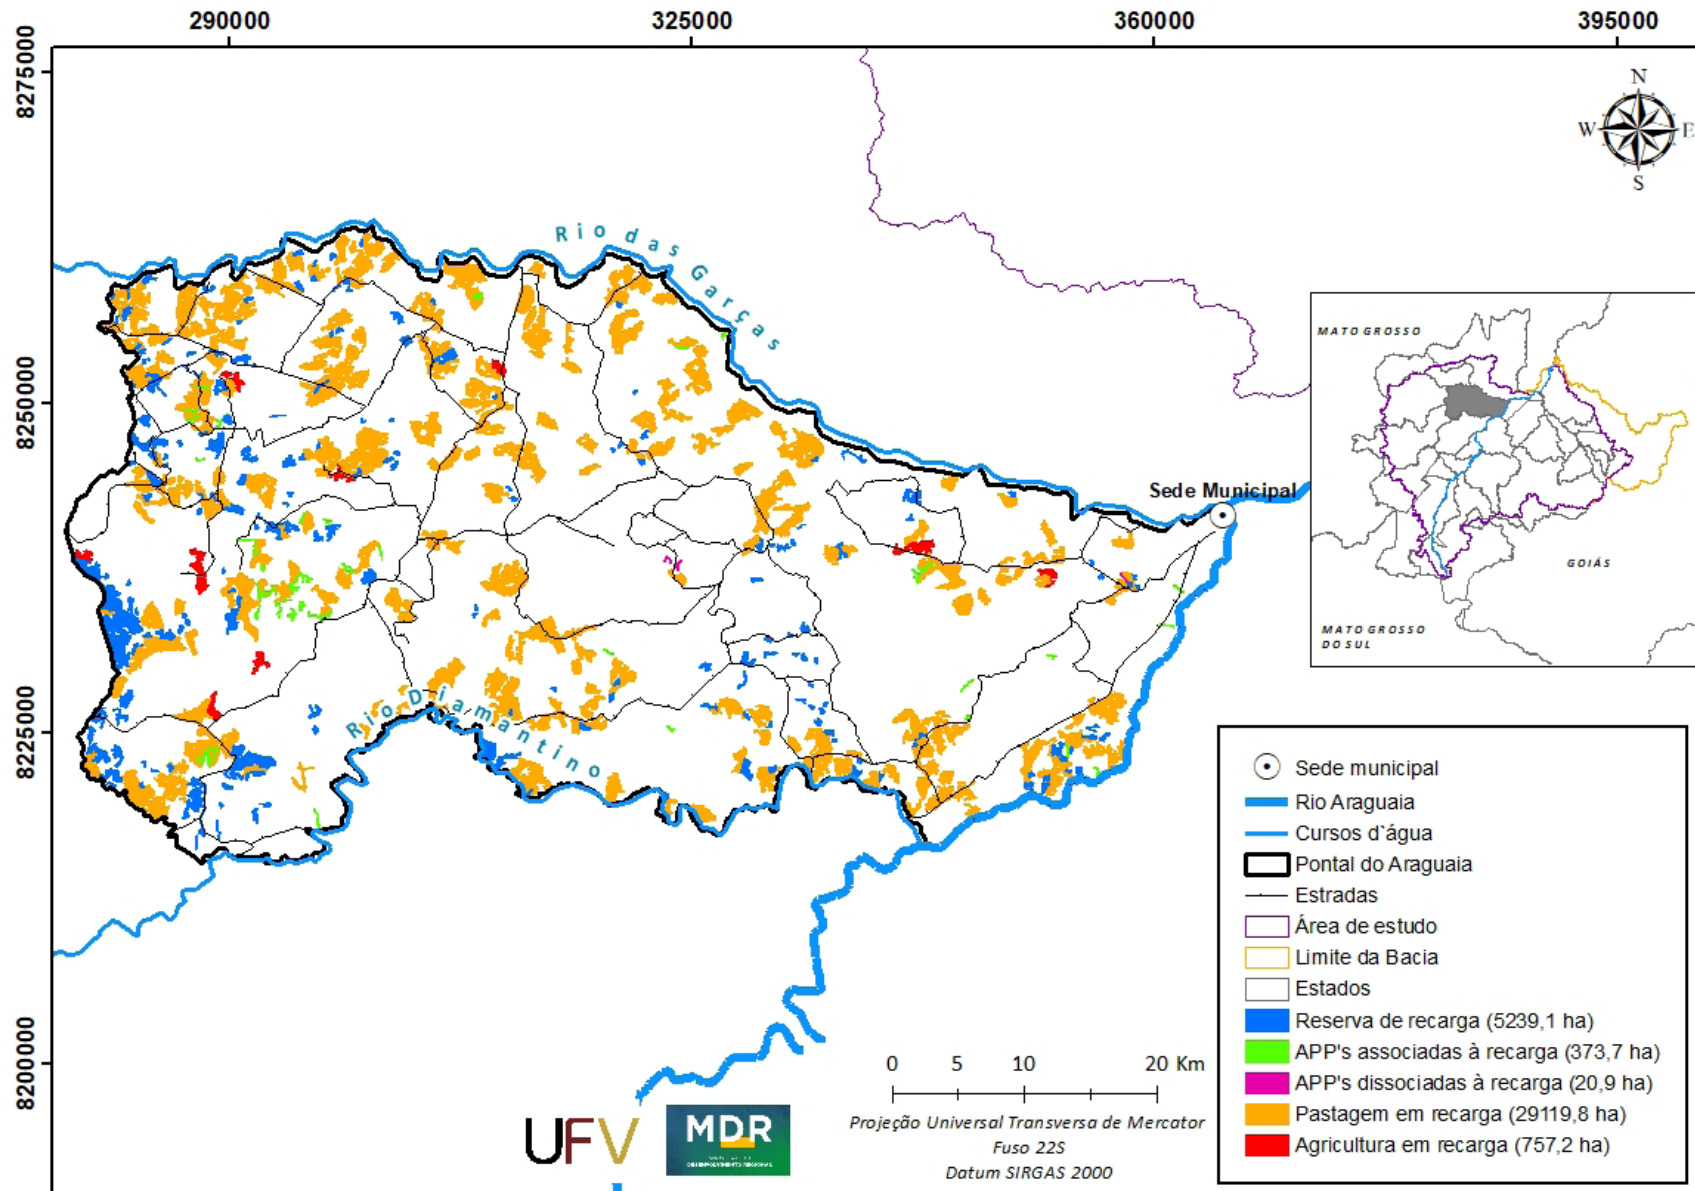 290000
325000
360000
395000
8275000
8250000
8225000
8200000
N
W
E
S
Rio das Garças
Sede Municipal
Rio Diamantino
MATO GROSSO
GOIÁS
MATO GROSSO
DO SUL
Sede municipal
Rio Araguaia
Cursos d`água
Pontal do Araguaia
Estradas
Área de estudo
Limite da Bacia
Estados
Reserva de recarga (5239,1 ha)
APP's associadas à recarga (373,7 ha)
APP's dissociadas à recarga (20,9 ha)
Pastagem em recarga (29119,8 ha)
Agricultura em recarga (757,2 ha)
0 5 10 20 Km
Projeção Universal Transversa de Mercator
Fuso 22S
Datum SIRGAS 2000
UFV
MDR
DESENVOLVIMENTO REGIONAL